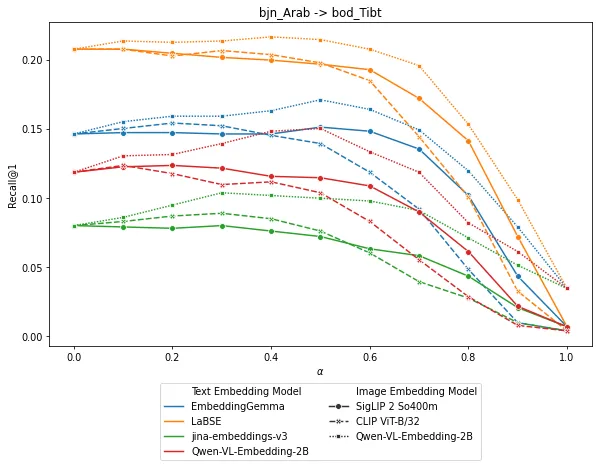 bjn_Arab -> bod_Tibt
0.20
0.15
0.10
0.05
0.00
Recall@1
0.0 0.2 0.4 0.6 0.8 1.0
α
Text Embedding Model Image Embedding Model
EmbeddingGemma SigLIP 2 So400m
LaBSE CLIP ViT-B/32
jina-embeddings-v3 Qwen-VL-Embedding-2B
Qwen-VL-Embedding-2B